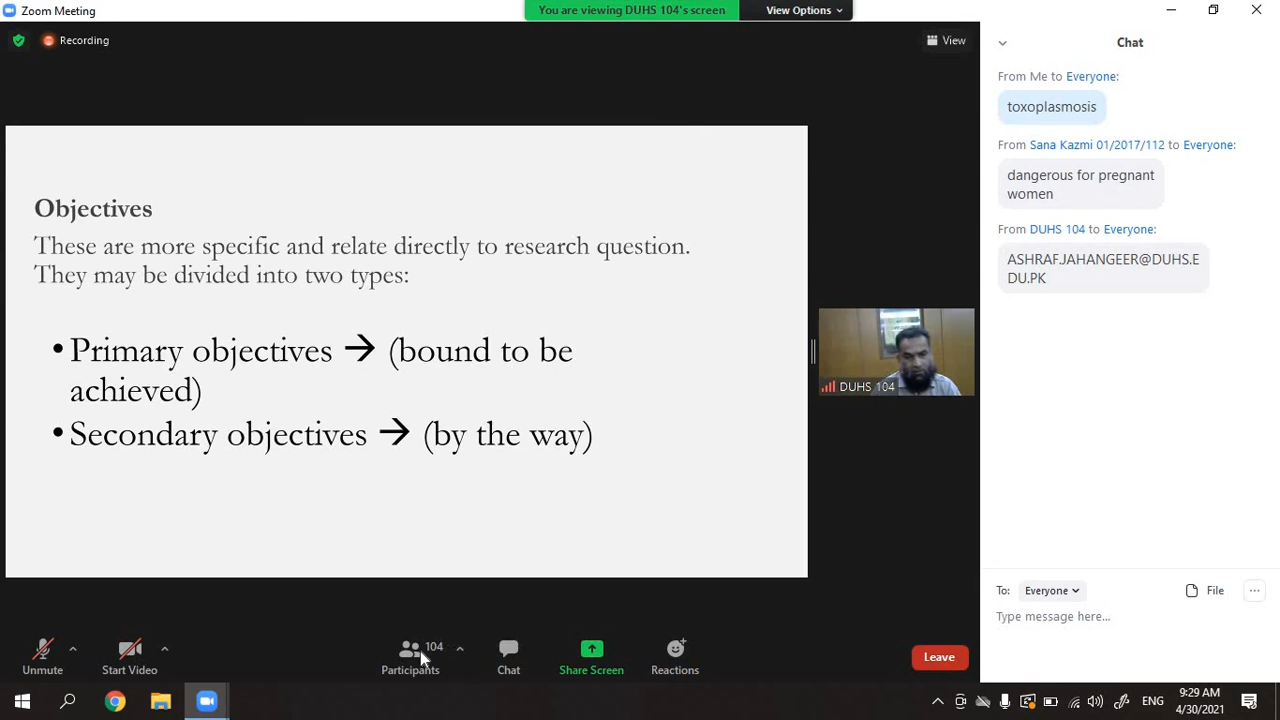 Zoom Meeting
You are viewing DUHS 104's screen
View Options
Recording
View
Objectives
These are more specific and relate directly to research question.
They may be divided into two types:
•Primary objectives → (bound to be
achieved)
•Secondary objectives → (by the way)
DUHS 104
Chat
From Me to Everyone:
toxoplasmosis
From Sana Kazmi 01/2017/112 to Everyone:
dangerous for pregnant
women
From DUHS 104 to Everyone:
ASHRAF.JAHANGEER@DUHS.E
DU.PK
To: Everyone
File
...
Type message here...
Unmute
Start Video
104
Participants
Chat
Share Screen
Reactions
Leave
ENG
9:29 AM
4/30/2021